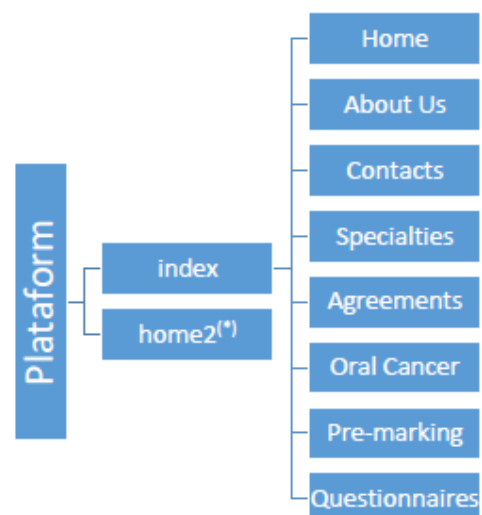 Plataform
index
home2(*)
Home
About Us
Contacts
Specialties
Agreements
Oral Cancer
Pre-marking
Questionnaires